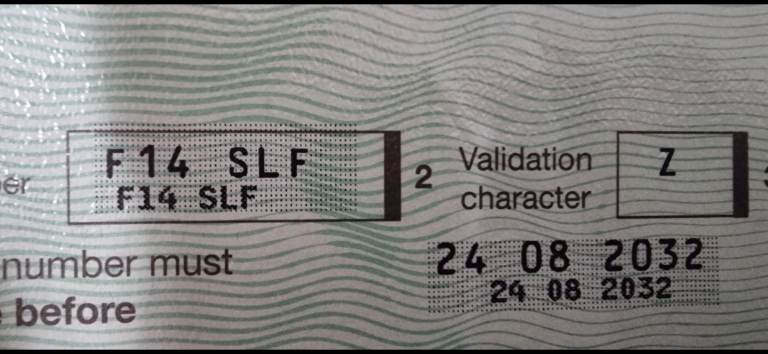 er F14 SLF 2 Validation Z
F14 SLF character
number must 24 08 2032
before 24 08 2032